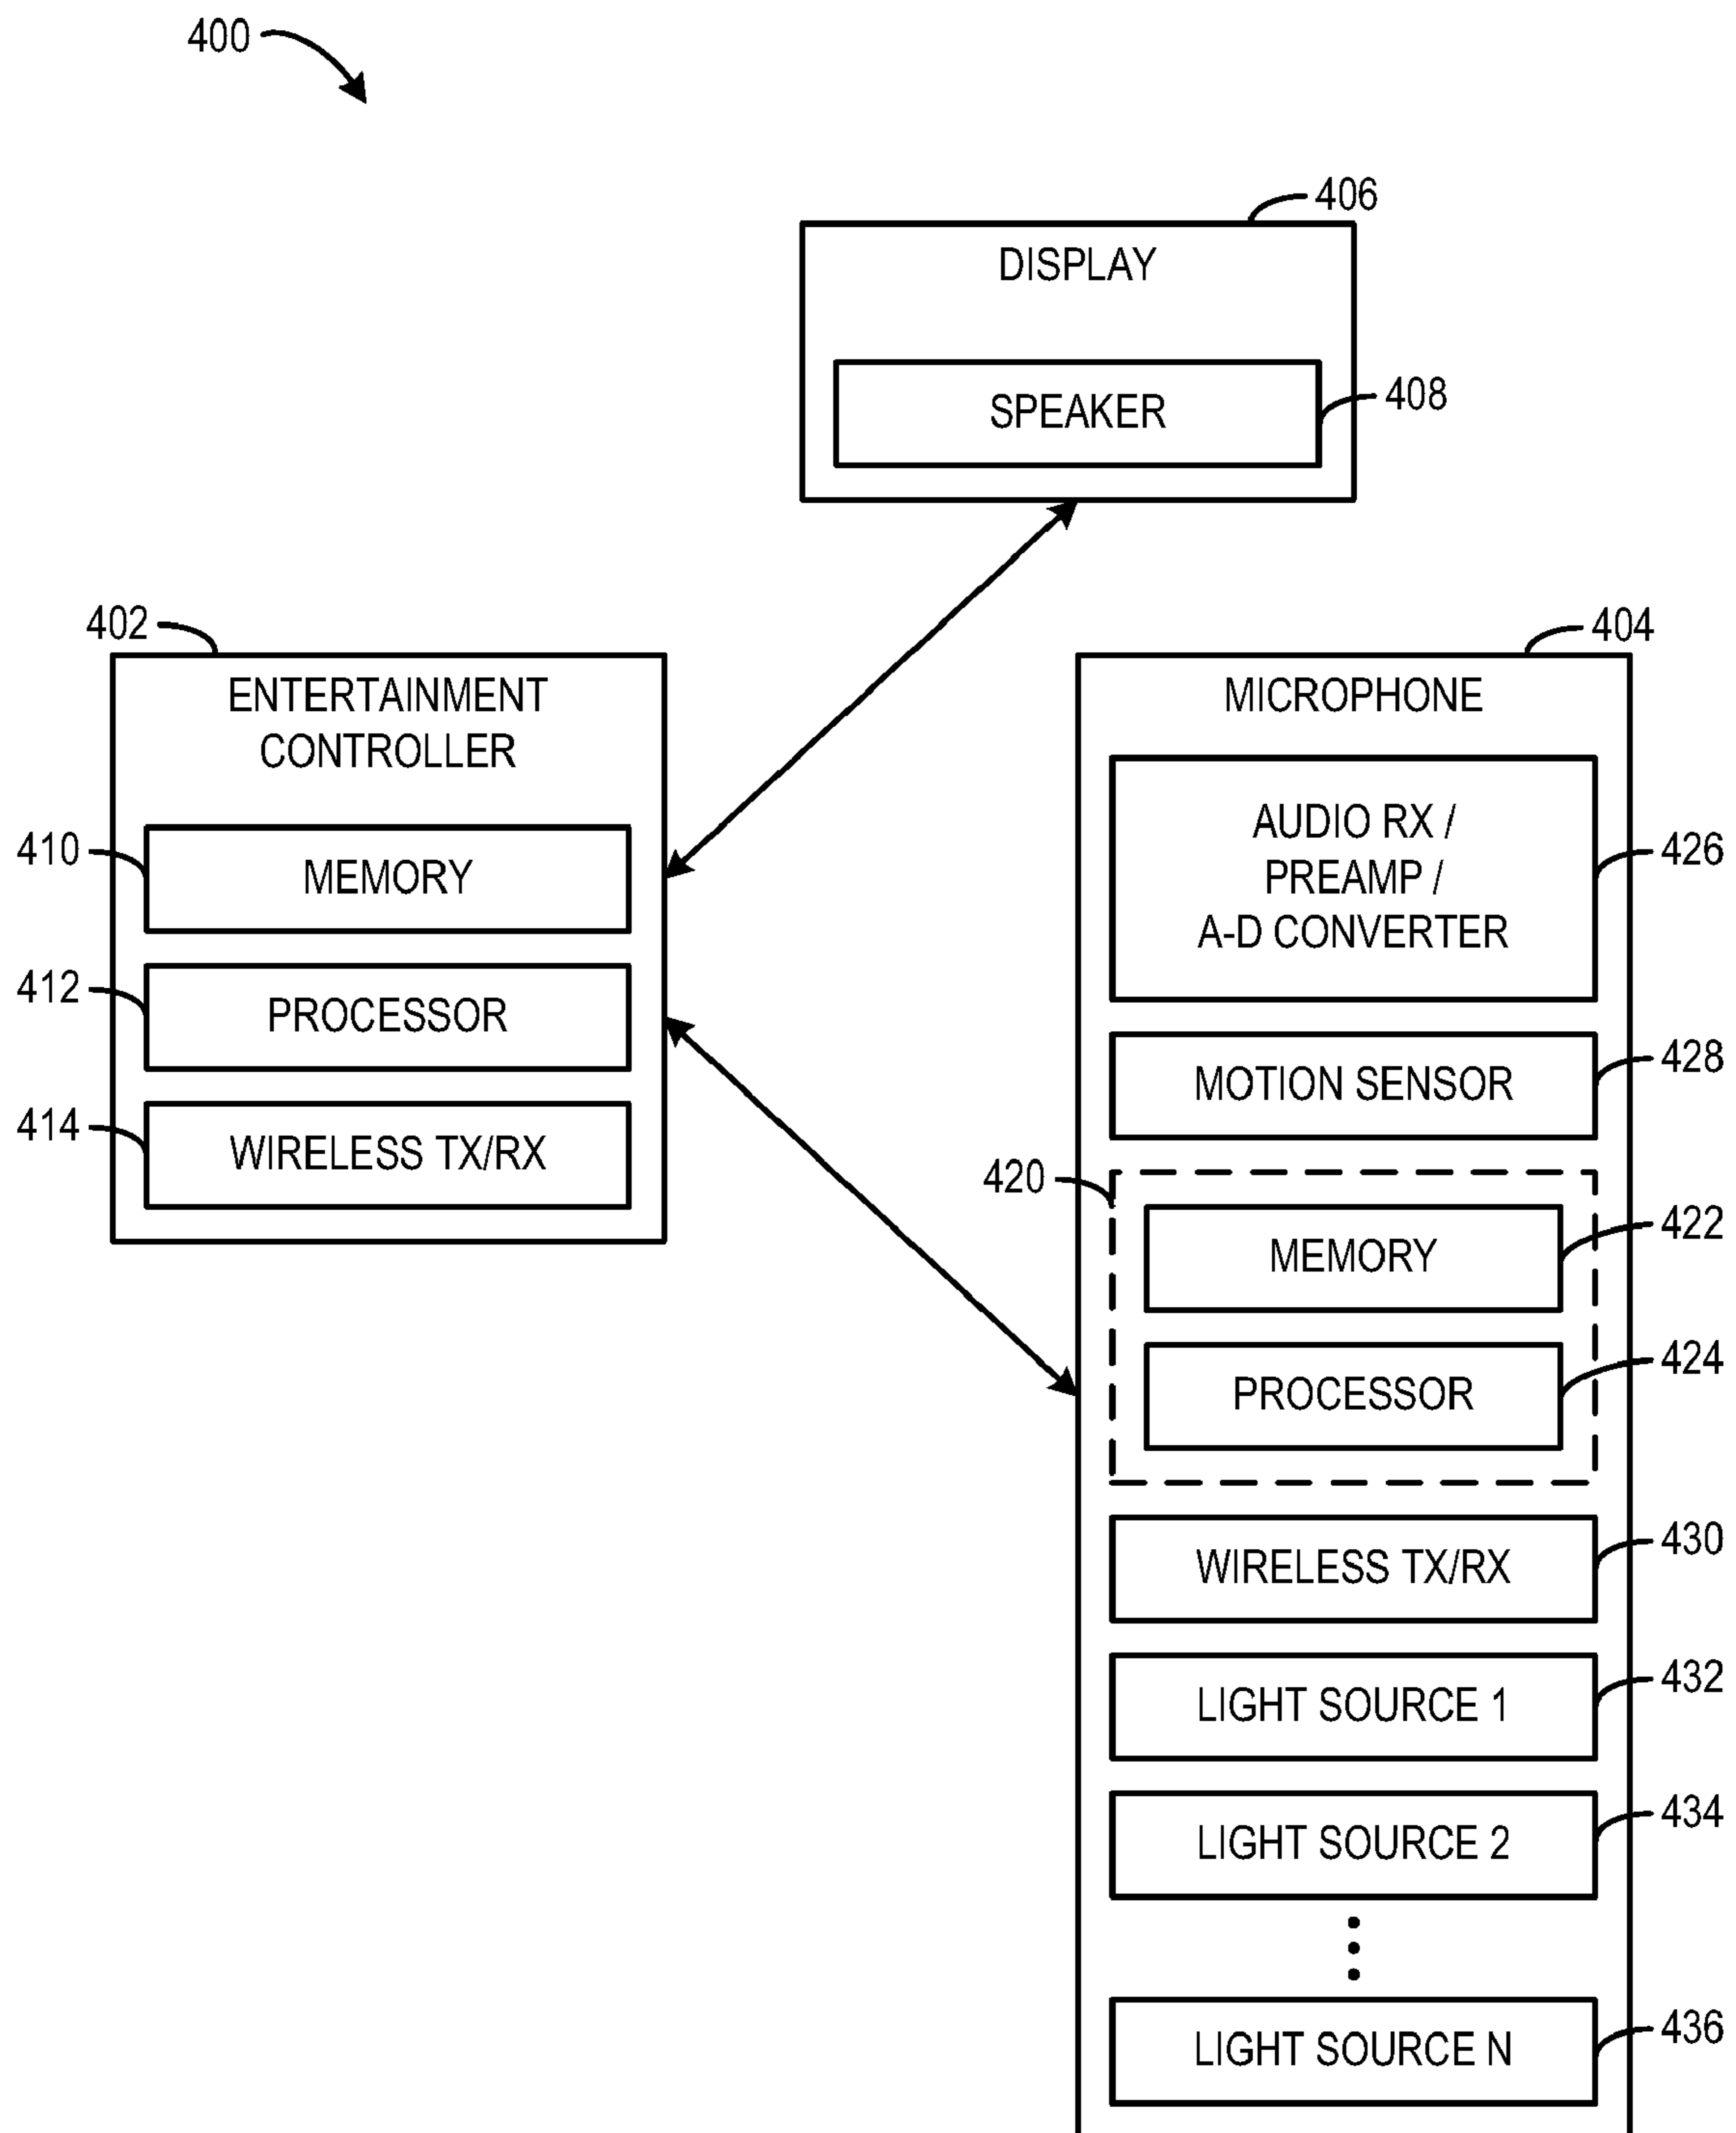 400
406
DISPLAY
SPEAKER
408
402
ENTERTAINMENT
CONTROLLER
410
MEMORY
412
PROCESSOR
414
WIRELESS TX/RX
404
MICROPHONE
AUDIO RX /
PREAMP /
A-D CONVERTER
426
MOTION SENSOR
428
420
MEMORY
422
PROCESSOR
424
WIRELESS TX/RX
430
LIGHT SOURCE 1
432
LIGHT SOURCE 2
434
LIGHT SOURCE N
436